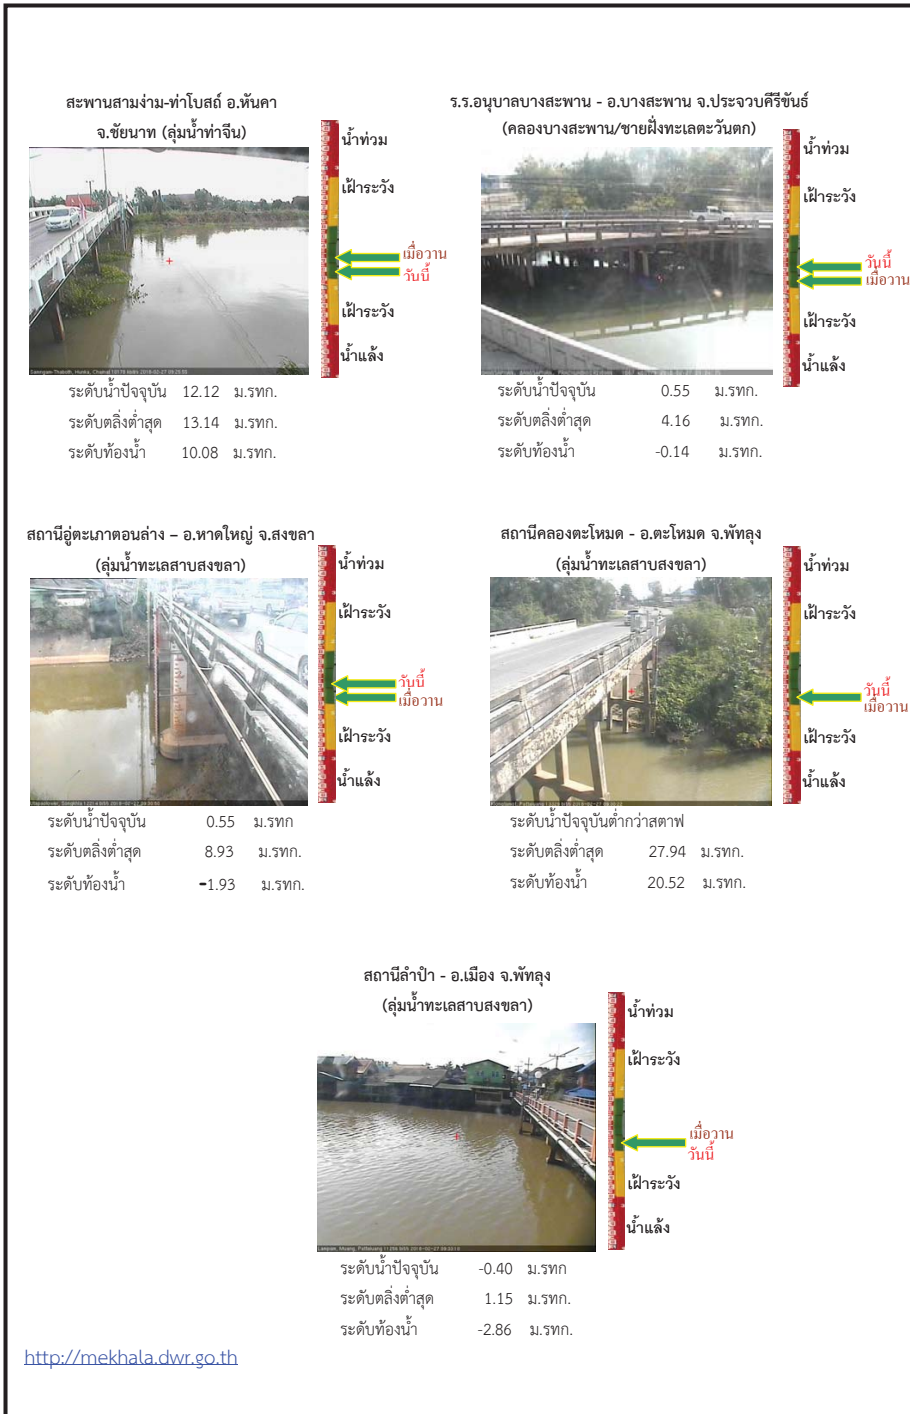 สะพานสามง่าม-ท่าโบสถ์ อ.หันคา
จ.ชัยนาท (ลุ่มน้ำท่าจีน)
น้ำท่วม
เฝ้าระวัง
เมื่อวาน
วันนี้
เฝ้าระวัง
น้ำแล้ง
ระดับน้ำปัจจุบัน 12.12 ม.รทก.
ระดับตลิ่งต่ำสุด 13.14 ม.รทก.
ระดับท้องน้ำ 10.08 ม.รทก.
ร.ร.อนุบาลบางสะพาน - อ.บางสะพาน จ.ประจวบคีรีขันธ์
(คลองบางสะพาน/ชายฝั่งทะเลตะวันตก)
น้ำท่วม
เฝ้าระวัง
วันนี้
เมื่อวาน
เฝ้าระวัง
น้ำแล้ง
ระดับน้ำปัจจุบัน 0.55 ม.รทก.
ระดับตลิ่งต่ำสุด 4.16 ม.รทก.
ระดับท้องน้ำ -0.14 ม.รทก.
สถานีอู่ตะเภาตอนล่าง – อ.หาดใหญ่ จ.สงขลา
(ลุ่มน้ำทะเลสาบสงขลา)
น้ำท่วม
เฝ้าระวัง
วันนี้
เมื่อวาน
เฝ้าระวัง
น้ำแล้ง
ระดับน้ำปัจจุบัน 0.55 ม.รทก
ระดับตลิ่งต่ำสุด 8.93 ม.รทก.
ระดับท้องน้ำ -1.93 ม.รทก.
สถานีคลองตะโหมด - อ.ตะโหมด จ.พัทลุง
(ลุ่มน้ำทะเลสาบสงขลา)
น้ำท่วม
เฝ้าระวัง
วันนี้
เมื่อวาน
เฝ้าระวัง
น้ำแล้ง
ระดับน้ำปัจจุบันต่ำกว่าสตาฟ
ระดับตลิ่งต่ำสุด 27.94 ม.รทก.
ระดับท้องน้ำ 20.52 ม.รทก.
สถานีลำปำ - อ.เมือง จ.พัทลุง
(ลุ่มน้ำทะเลสาบสงขลา)
น้ำท่วม
เฝ้าระวัง
เมื่อวาน
วันนี้
เฝ้าระวัง
น้ำแล้ง
ระดับน้ำปัจจุบัน -0.40 ม.รทก
ระดับตลิ่งต่ำสุด 1.15 ม.รทก.
ระดับท้องน้ำ -2.86 ม.รทก.
http://mekhala.dwr.go.th